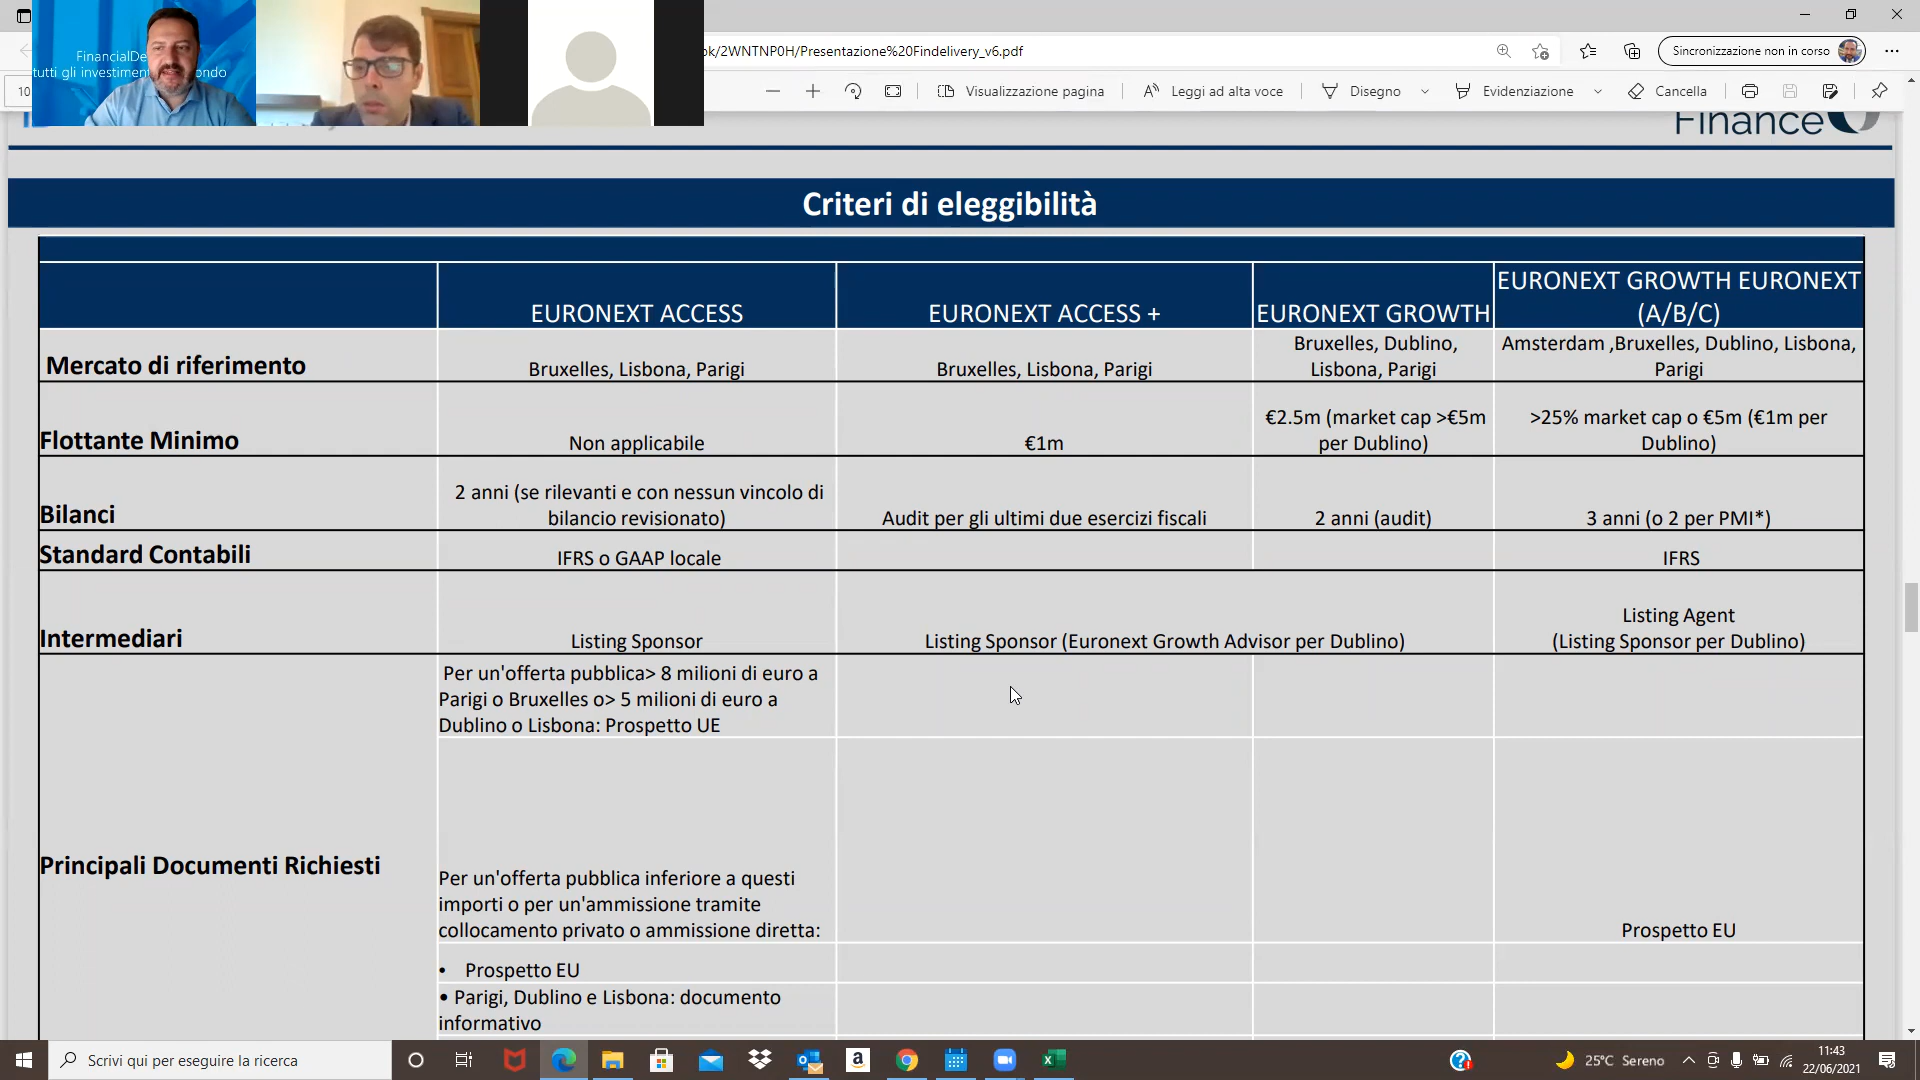 FinancialDe
tutti gli investiment
ondo
ok/2WNTNP0H/Presentazione%20Findelivery_v6.pdf
Sincronizzazione non in corso
10
Visualizzazione pagina
Leggi ad alta voce
Disegno
Evidenziazione
Cancella
Finance
Criteri di eleggibilità
EURONEXT ACCESS
EURONEXT ACCESS +
EURONEXT GROWTH
EURONEXT GROWTH EURONEXT
(A/B/C)
Mercato di riferimento
Bruxelles, Lisbona, Parigi
Bruxelles, Lisbona, Parigi
Bruxelles, Dublino,
Lisbona, Parigi
Amsterdam ,Bruxelles, Dublino, Lisbona,
Parigi
Flottante Minimo
Non applicabile
€1m
€2.5m (market cap >€5m
per Dublino)
>25% market cap o €5m (€1m per
Dublino)
Bilanci
2 anni (se rilevanti e con nessun vincolo di
bilancio revisionato)
Audit per gli ultimi due esercizi fiscali
2 anni (audit)
3 anni (o 2 per PMI*)
Standard Contabili
IFRS o GAAP locale
IFRS
Intermediari
Listing Sponsor
Listing Sponsor (Euronext Growth Advisor per Dublino)
Listing Agent
(Listing Sponsor per Dublino)
Principali Documenti Richiesti
Per un'offerta pubblica> 8 milioni di euro a
Parigi o Bruxelles o> 5 milioni di euro a
Dublino o Lisbona: Prospetto UE
Per un'offerta pubblica inferiore a questi
importi o per un'ammissione tramite
collocamento privato o ammissione diretta:
Prospetto EU
• Prospetto EU
• Parigi, Dublino e Lisbona: documento
informativo
Scrivi qui per eseguire la ricerca
25°C Sereno
11:43
22/06/2021